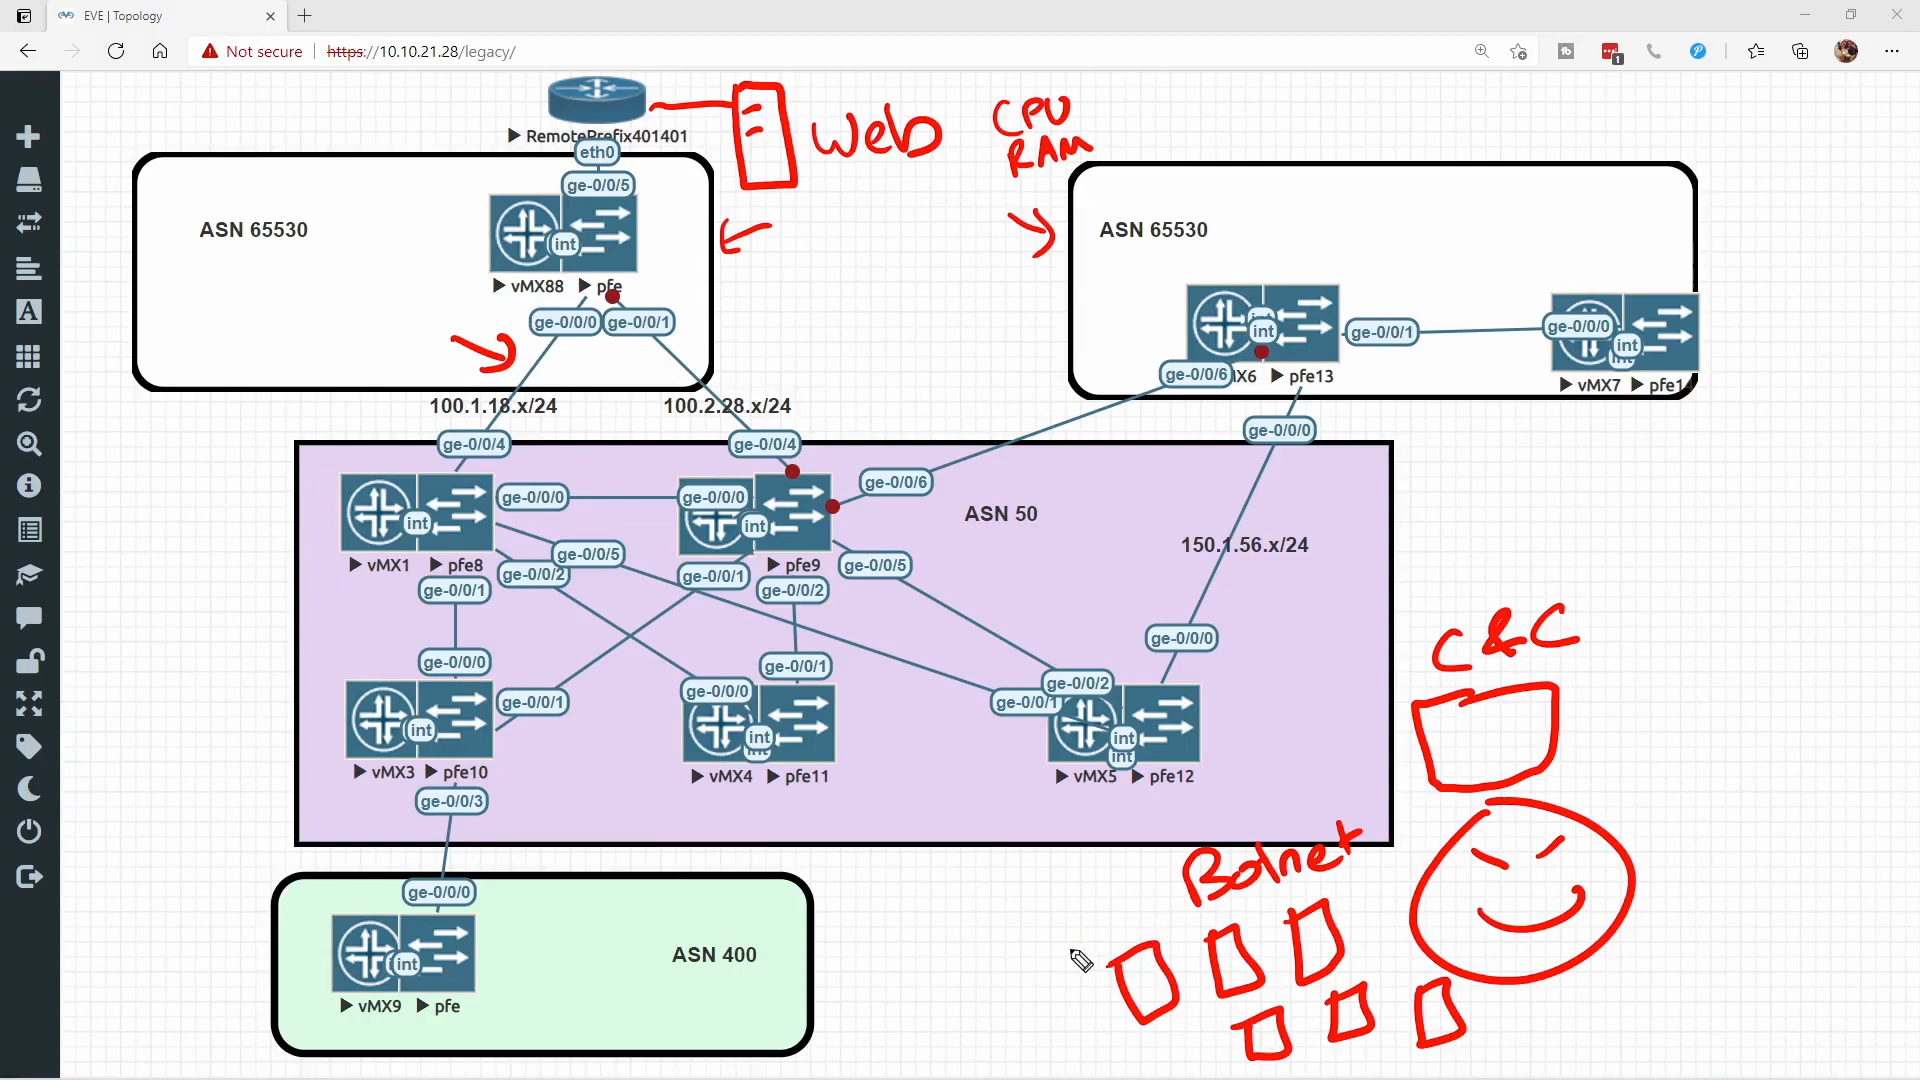 EVE | Topology
Not secure | https://10.10.21.28/legacy/
1
RemotePrefix401401
eth0
ge-0/0/5
Web
CPU
RAM
ASN 65530
int
vMX88
pfe
ge-0/0/0
ge-0/0/1
100.1.18.x/24
100.2.28.x/24
ASN 65530
int
int
ge-0/0/1
ge-0/0/0
int
ge-0/0/6
MX6
pfe13
vMX7
ge-0/0/0
ge-0/0/4
ge-0/0/4
ge-0/0/0
ge-0/0/0
ge-0/0/6
ASN 50
int
int
150.1.56.x/24
vMX1
pfe8
ge-0/0/5
ge-0/0/2
ge-0/0/1
pfe9
ge-0/0/5
ge-0/0/1
ge-0/0/2
ge-0/0/0
ge-0/0/1
ge-0/0/0
C&C
ge-0/0/0
ge-0/0/1
ge-0/0/1
ge-0/0/2
int
int
int
int
int
vMX3
pfe10
vMX4
pfe11
vMX5
pfe12
ge-0/0/3
Botnet
ge-0/0/0
ASN 400
int
vMX9
pfe